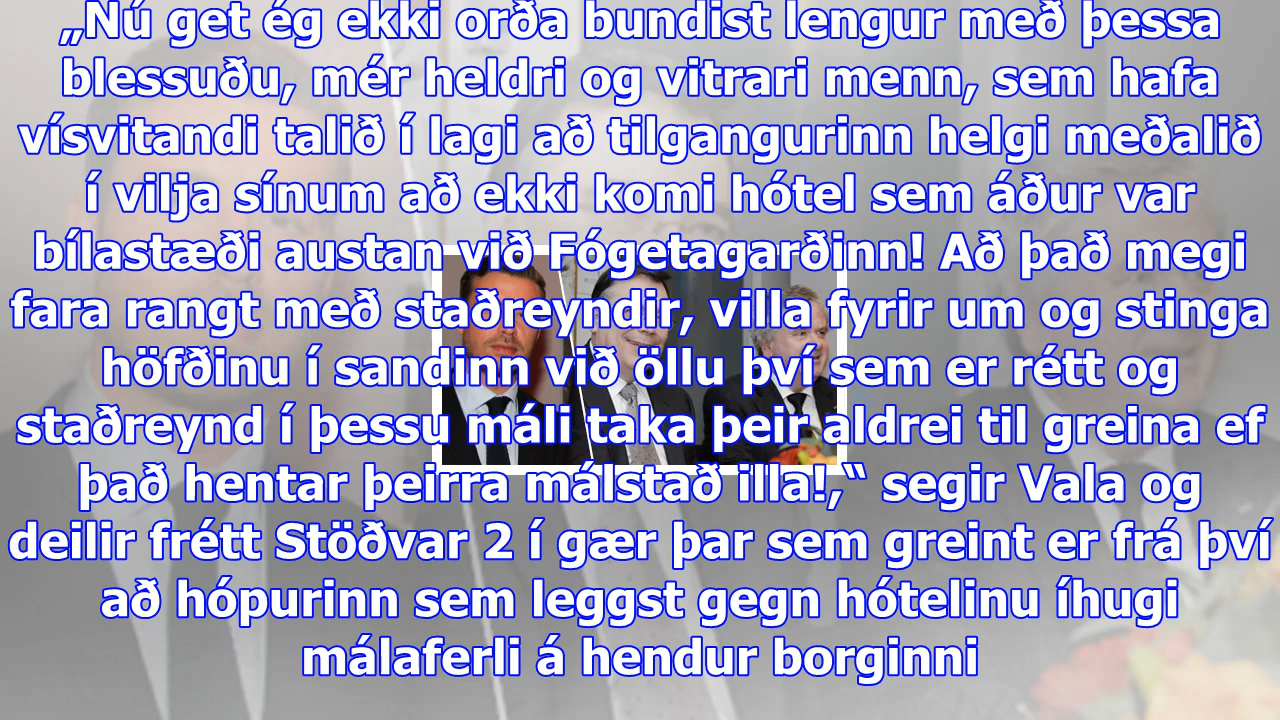 „Nú get ég ekki orða bundist lengur með þessa
blessuðu, mér heldri og vitrari menn, sem hafa
vísvitandi talið í lagi að tilgangurinn helgi meðalið
í vilja sínum að ekki komi hótel sem áður var
bílastæði austan við Fógetagarðinn! Að það megi
fara rangt með staðreyndir, villa fyrir um og stinga
höfðinu í sandinn við öllu því sem er rétt og
staðreynd í þessu máli taka þeir aldrei til greina ef
það hentar þeirra málstað illa!,“ segir Vala og
deilir frétt Stöðvar 2 í gær þar sem greint er frá því
að hópurinn sem leggst gegn hótelinu íhugi
málaferli á hendur borginni